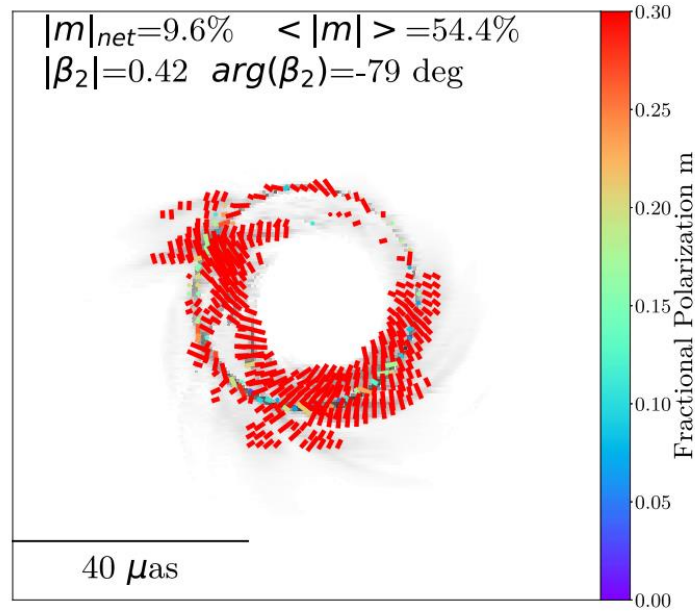 |m|net=9.6% <|m|>=54.4%
|β2|=0.42 arg(β2)=-79 deg
40 μas
0.30
0.25
0.20
0.15
0.10
0.05
0.00
Fractional Polarization m